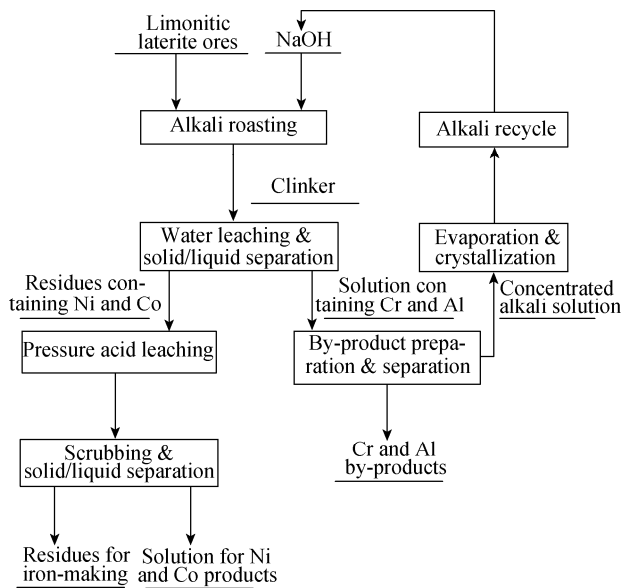 Limonitic
laterite ores
NaOH
Alkali roasting
Alkali recycle
Clinker
Water leaching &
solid/liquid separation
Evaporation &
crystallization
Residues con-
taining Ni and Co
Solution con
taining Cr and Al
Concentrated
alkali solution
Pressure acid leaching
By-product prepa-
ration & separation
Scrubbing &
solid/liquid separation
Cr and Al
by-products
Residues for
iron-making
Solution for Ni
and Co products